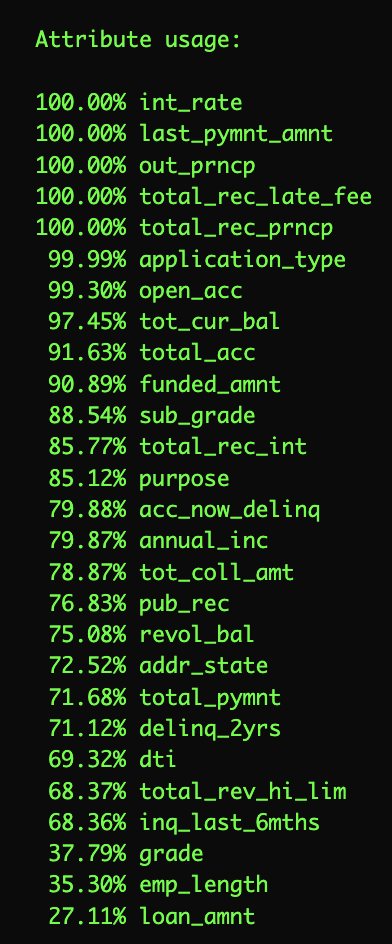 Attribute usage:
100.00% int_rate
100.00% last_pymnt_amnt
100.00% out_prncp
100.00% total_rec_late_fee
100.00% total_rec_prncp
99.99% application_type
99.30% open_acc
97.45% tot_cur_bal
91.63% total_acc
90.89% funded_amnt
88.54% sub_grade
85.77% total_rec_int
85.12% purpose
79.88% acc_now_delinq
79.87% annual_inc
78.87% tot_coll_amt
76.83% pub_rec
75.08% revol_bal
72.52% addr_state
71.68% total_pymnt
71.12% delinq_2yrs
69.32% dti
68.37% total_rev_hi_lim
68.36% inq_last_6mths
37.79% grade
35.30% emp_length
27.11% loan_amnt